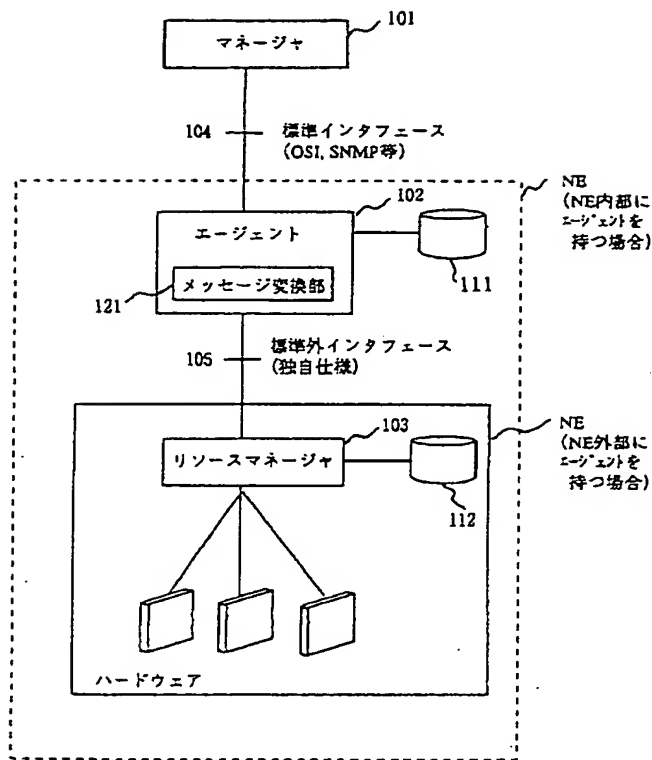 101
マネージャ
104
標準インタフェース
(OSI, SNMP等)
NE
(NE内部に
エージェントを
持つ場合)
102
エージェント
111
121
メッセージ変換部
105
標準外インタフェース
(独自仕様)
NE
(NE外部に
エージェントを
持つ場合)
103
リソースマネージャ
112
ハードウェア